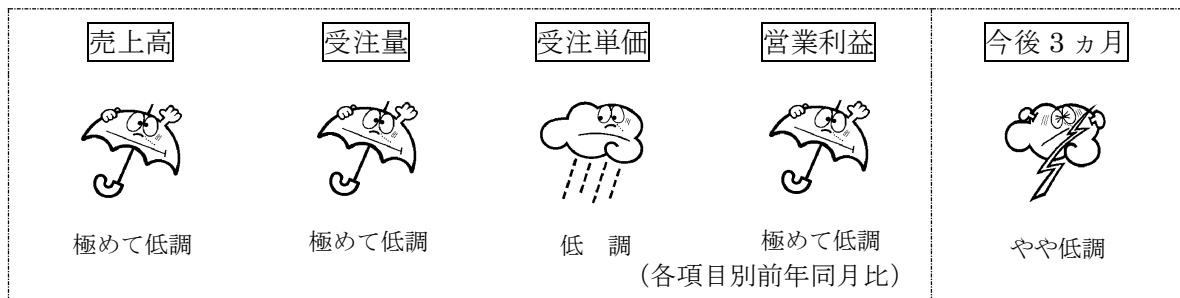 売上高 受注量 受注単価 営業利益 今後３ヵ月
極めて低調 極めて低調 低　調 極めて低調 やや低調
（各項目別前年同月比）